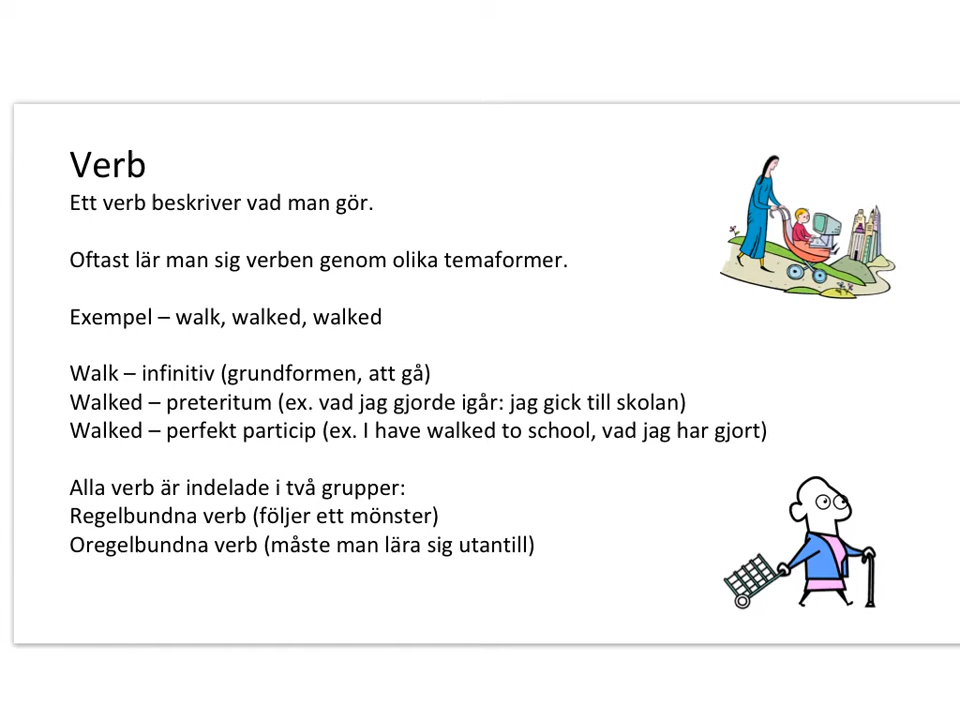 Verb
Ett verb beskriver vad man gör.
Oftast lär man sig verben genom olika temaformer.
Exempel – walk, walked, walked
Walk – infinitiv (grundformen, att gå)
Walked – preteritum (ex. vad jag gjorde igår: jag gick till skolan)
Walked – perfekt particip (ex. I have walked to school, vad jag har gjort)
Alla verb är indelade i två grupper:
Regelbundna verb (följer ett mönster)
Oregelbundna verb (måste man lära sig utantill)